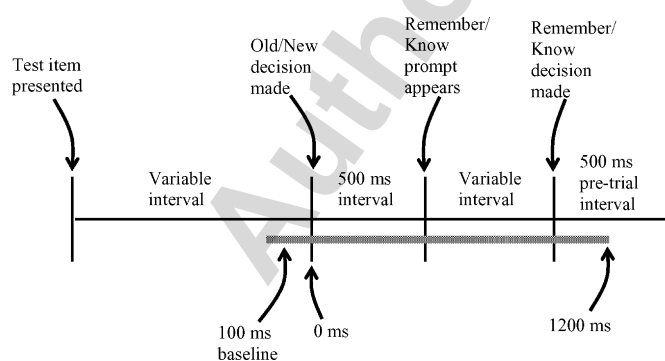 Test item
presented
Old/New
decision
made
Remember/
Know
prompt
appears
Remember/
Know
decision
made
Variable
interval
500 ms
interval
Variable
interval
500 ms
pre-trial
interval
100 ms
baseline
0 ms
1200 ms
Autho